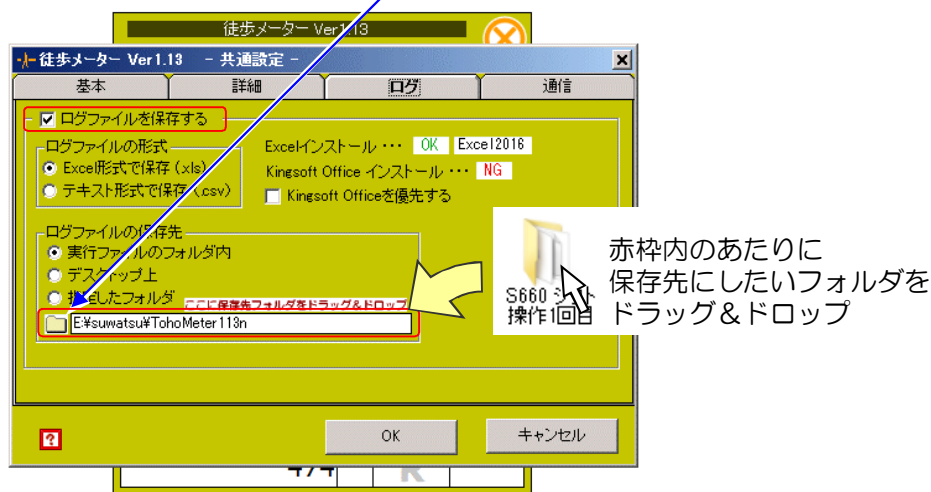 徒歩メーター Ver1.13
徒歩メーター Ver1.13 - 共通設定 -
基本 詳細 ログ 通信
ログファイルを保存する
ログファイルの形式
Excel形式で保存 (.xls)
テキスト形式で保存 (.csv)
Excelインストール ・・・ OK Excel2016
Kingsoft Office インストール ・・・ NG
Kingsoft Officeを優先する
ログファイルの保存先
実行ファイルのフォルダ内
デスクトップ上
指定したフォルダ
ここに保存先フォルダをドラッグ&ドロップ
E:¥suwatsu¥TohoMeter113n
S660 シフト
操作1回目
赤枠内のあたりに
保存先にしたいフォルダを
ドラッグ&ドロップ
? OK キャンセル